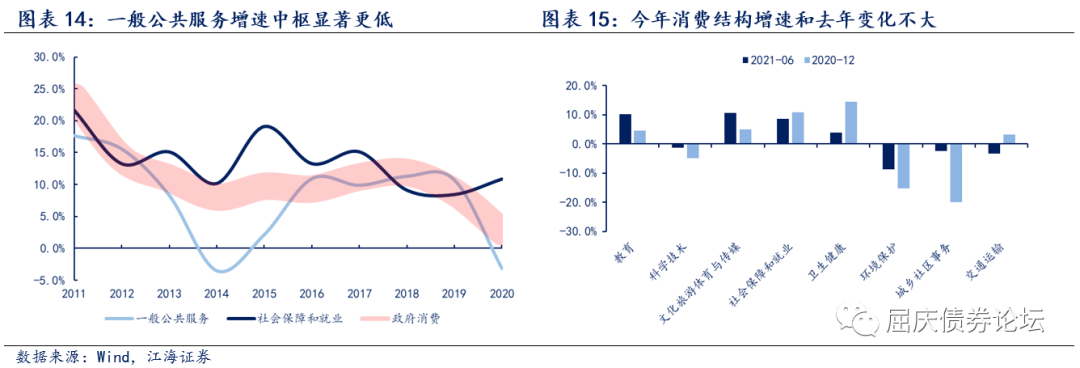 图表 14：一般公共服务增速中枢显著更低
30.0%
25.0%
20.0%
15.0%
10.0%
5.0%
0.0%
-5.0%
2011 2012 2013 2014 2015 2016 2017 2018 2019 2020
一般公共服务 社会保障和就业 政府消费
图表 15：今年消费结构增速和去年变化不大
2021-06 2020-12
20.0%
10.0%
0.0%
-10.0%
-20.0%
-30.0%
教育
科学技术
文化旅游体育与传媒
社会保障和就业
卫生健康
环境保护
城乡社区事务
交通运输
屈庆债券论坛
数据来源：Wind，江海证券